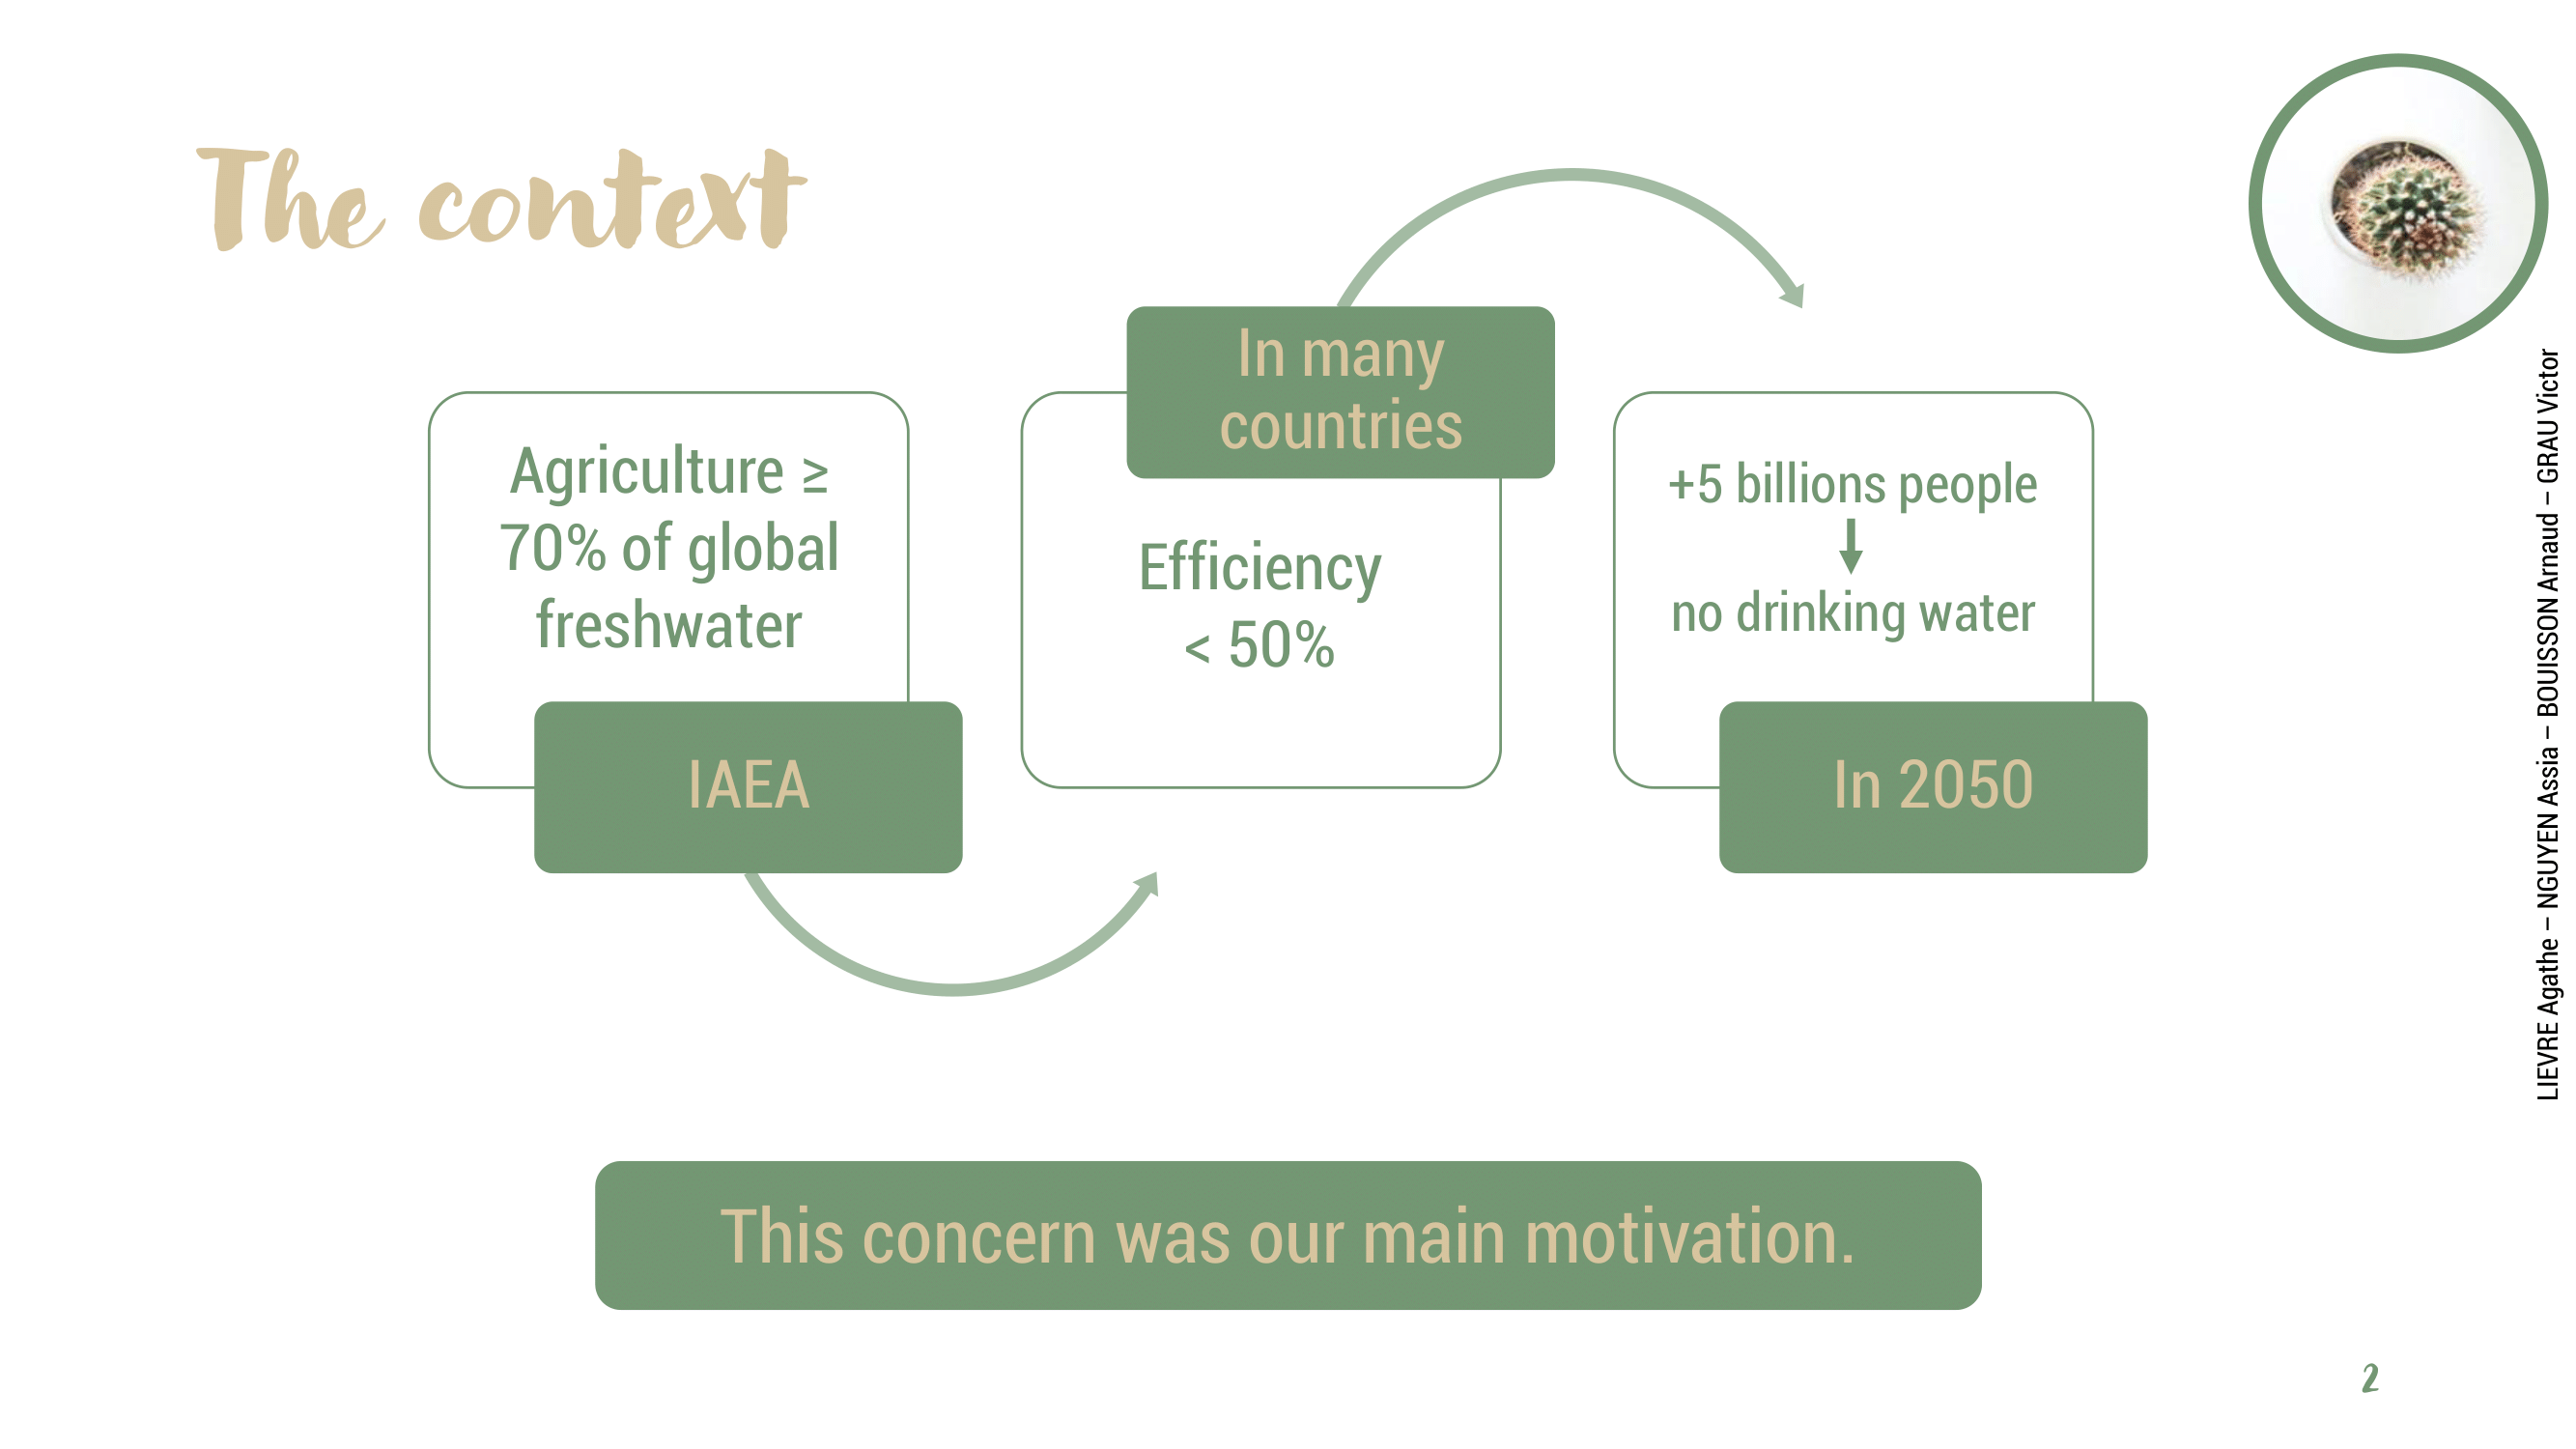 The context
Agriculture ≥
70% of global
freshwater
IAEA
In many
countries
Efficiency
< 50%
+5 billions people
no drinking water
In 2050
This concern was our main motivation.
LIEVRE Agathe – NGUYEN Assia – BOUISSON Arnaud – GRAU Victor
2